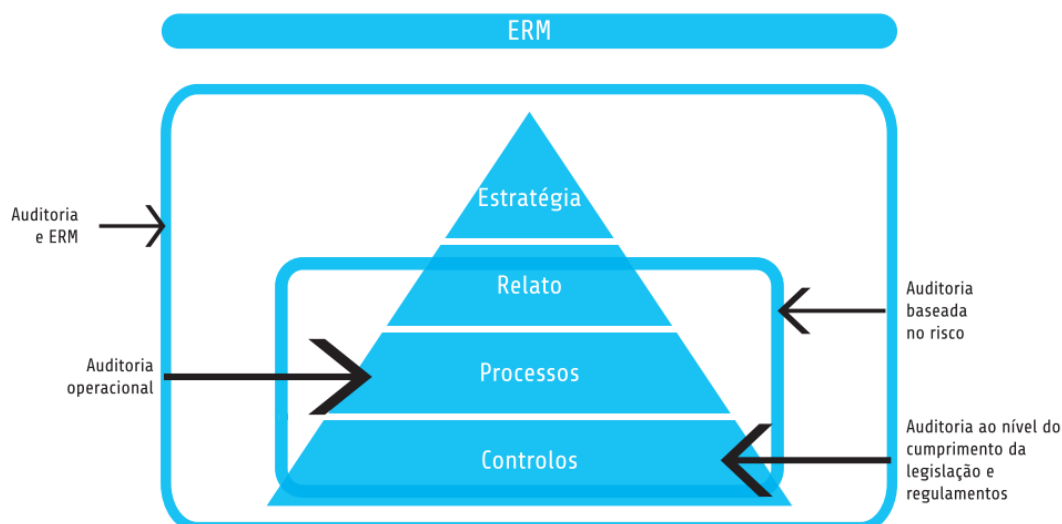 ERM
Estratégia
Auditoria
e ERM
Relato
Auditoria
baseada
no risco
Auditoria
operacional
Processos
Controlos
Auditoria ao nível do
cumprimento da
legislação e
regulamentos